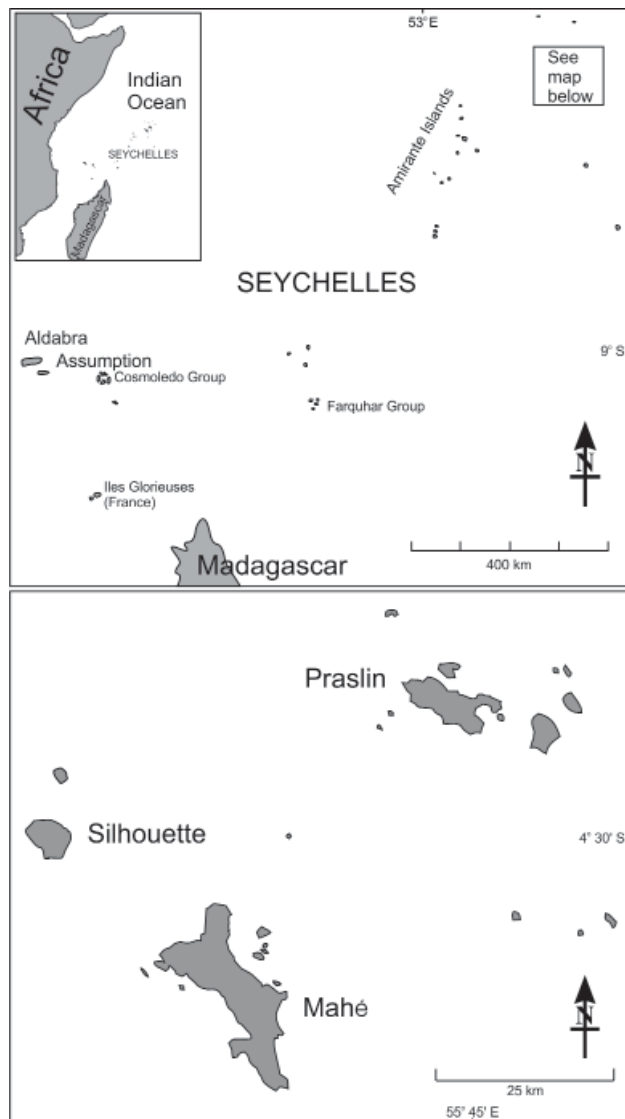 53° E
See
map
below
Africa
Indian
Ocean
SEYCHELLES
Madagascar
Amirante Islands
SEYCHELLES
Aldabra
Assumption
Cosmoledo Group
9° S
Farquhar Group
N
Iles Glorieuses
(France)
Madagascar
400 km
Praslin
Silhouette
4° 30' S
Mahé
N
25 km
55° 45' E